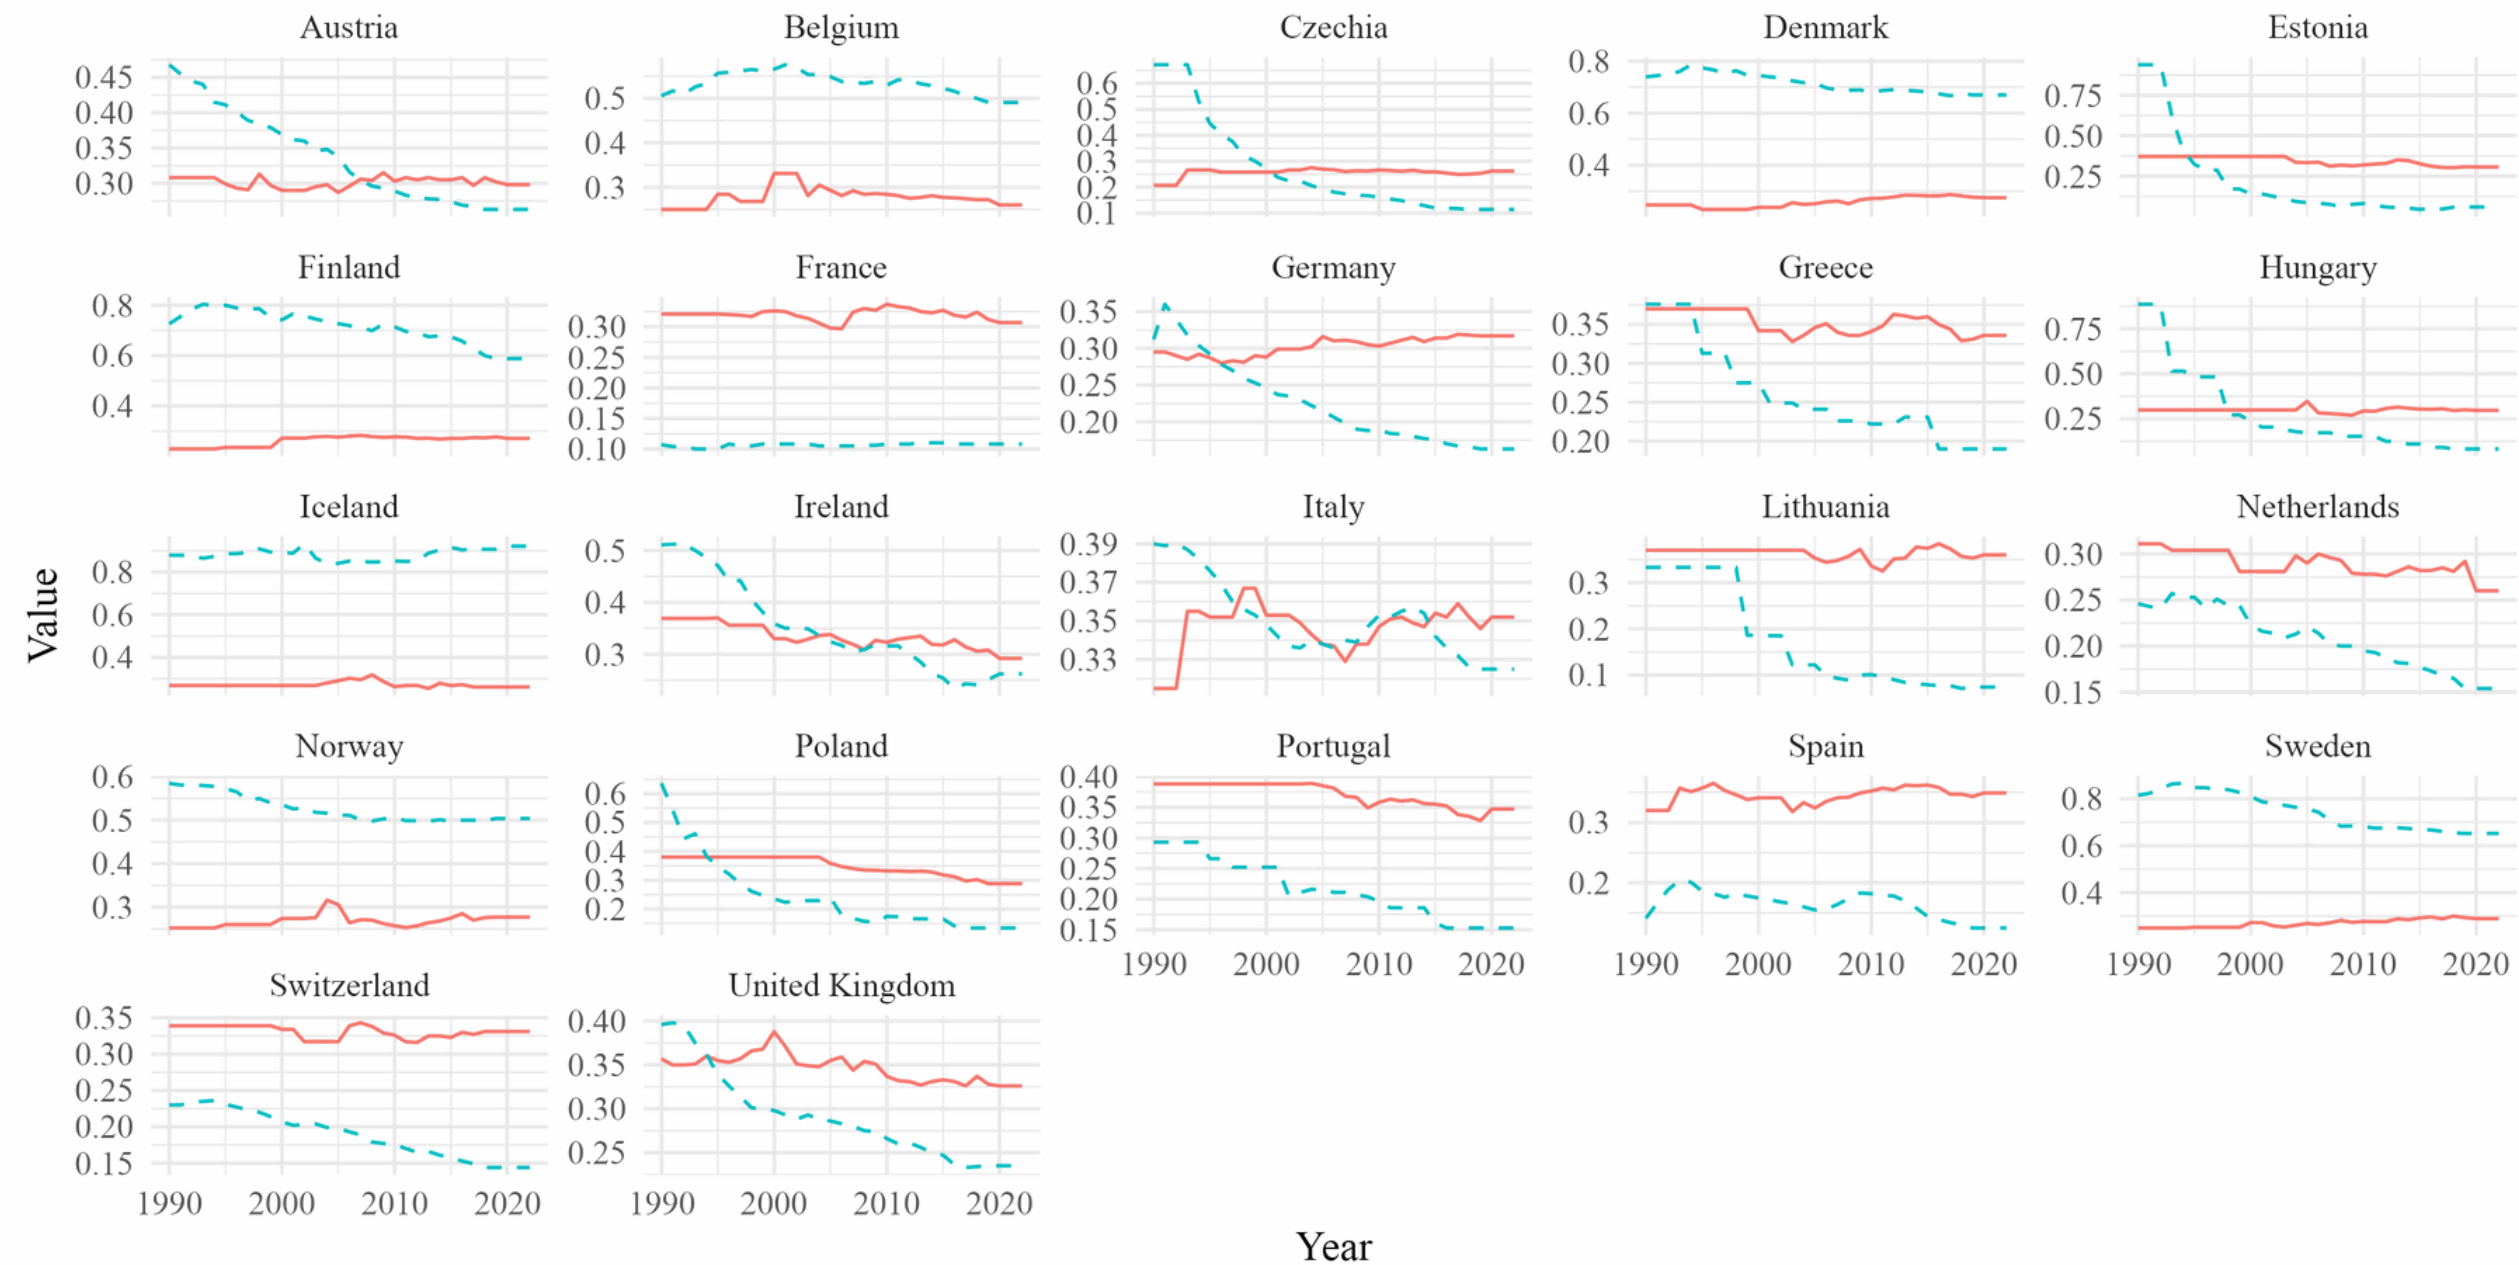 Austria Belgium Czechia Denmark Estonia
0.45 0.40 0.35 0.30
0.5 0.4 0.3
0.6 0.5 0.4 0.3 0.2 0.1
0.8 0.6 0.4
0.75 0.50 0.25
Finland France Germany Greece Hungary
0.8 0.6 0.4
0.30 0.25 0.20 0.15 0.10
0.35 0.30 0.25 0.20
0.35 0.30 0.25 0.20
0.75 0.50 0.25
Iceland Ireland Italy Lithuania Netherlands
0.8 0.6 0.4
0.5 0.4 0.3
0.39 0.37 0.35 0.33
0.3 0.2 0.1
0.30 0.25 0.20 0.15
Value
Norway Poland Portugal Spain Sweden
0.6 0.5 0.4 0.3
0.6 0.5 0.4 0.3 0.2
0.40 0.35 0.30 0.25 0.20 0.15
0.3 0.2
0.8 0.6 0.4
1990 2000 2010 2020 1990 2000 2010 2020 1990 2000 2010 2020
Switzerland United Kingdom
0.35 0.30 0.25 0.20 0.15
0.40 0.35 0.30 0.25
1990 2000 2010 2020 1990 2000 2010 2020
Year